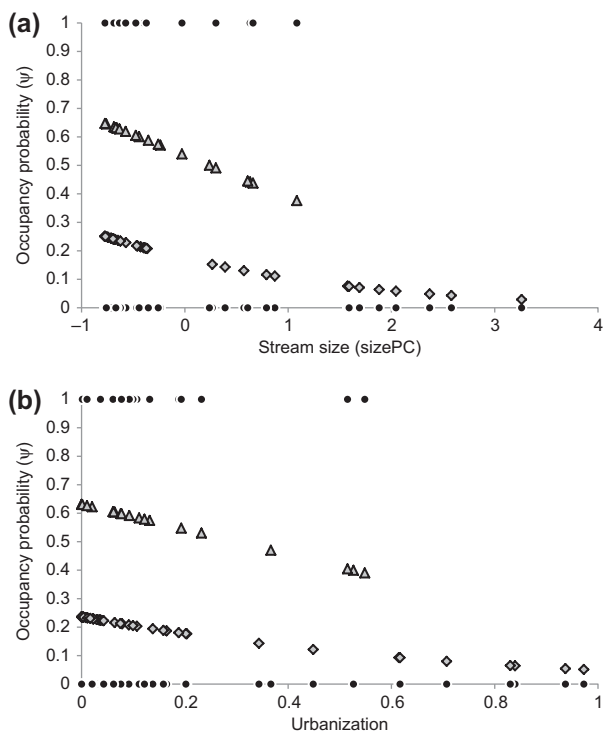 (a)
Occupancy probability (ψ)
1
0.9
0.8
0.7
0.6
0.5
0.4
0.3
0.2
0.1
0
–1 0 1 2 3 4
Stream size (sizePC)
(b)
Occupancy probability (ψ)
1
0.9
0.8
0.7
0.6
0.5
0.4
0.3
0.2
0.1
0
0 0.2 0.4 0.6 0.8 1
Urbanization